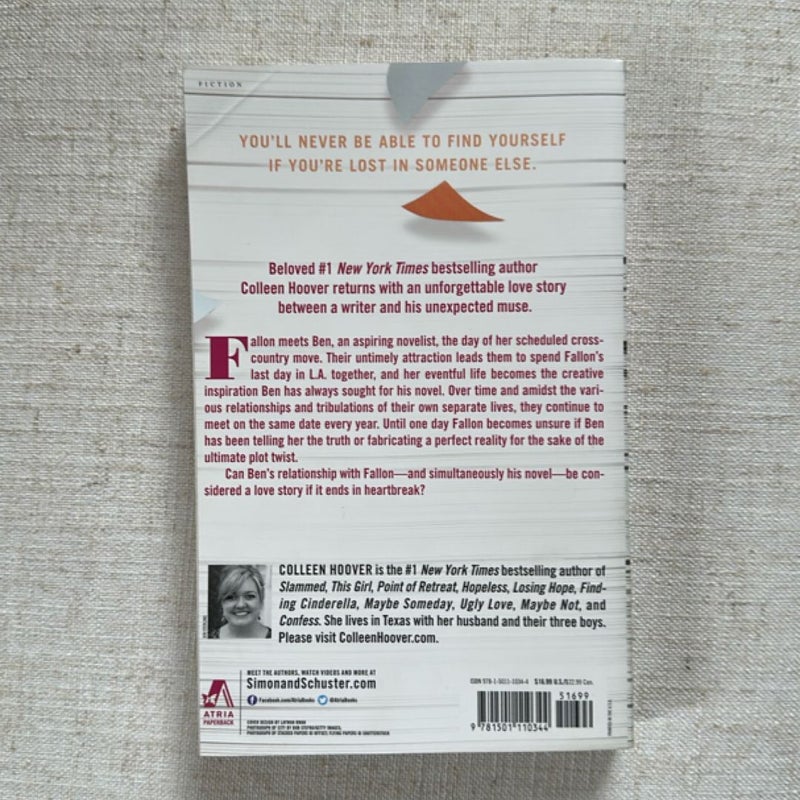 FICTION
YOU'LL NEVER BE ABLE TO FIND YOURSELF
IF YOU'RE LOST IN SOMEONE ELSE.
Beloved #1 New York Times bestselling author
Colleen Hoover returns with an unforgettable love story
between a writer and his unexpected muse.
Fallon meets Ben, an aspiring novelist, the day of her scheduled cross-
country move. Their untimely attraction leads them to spend Fallon's
last day in L.A. together, and her eventful life becomes the creative
inspiration Ben has always sought for his novel. Over time and amidst the vari-
ous relationships and tribulations of their own separate lives, they continue to
meet on the same date every year. Until one day Fallon becomes unsure if Ben
has been telling her the truth or fabricating a perfect reality for the sake of the
ultimate plot twist.
Can Ben's relationship with Fallon—and simultaneously his novel—be con-
sidered a love story if it ends in heartbreak?
COLLEEN HOOVER is the #1 New York Times bestselling author of
Slammed, This Girl, Point of Retreat, Hopeless, Losing Hope, Find-
ing Cinderella, Maybe Someday, Ugly Love, Maybe Not, and
Confess. She lives in Texas with her husband and their three boys.
Please visit ColleenHoover.com.
MEET THE AUTHORS, WATCH VIDEOS AND MORE AT
SimonandSchuster.com
Facebook.com/AtriaBooks @AtriaBooks
ATRIA
PAPERBACK
ISBN 978-1-5011-1034-4 $16.99 U.S./$22.99 Can.
51699
9 781501 110344